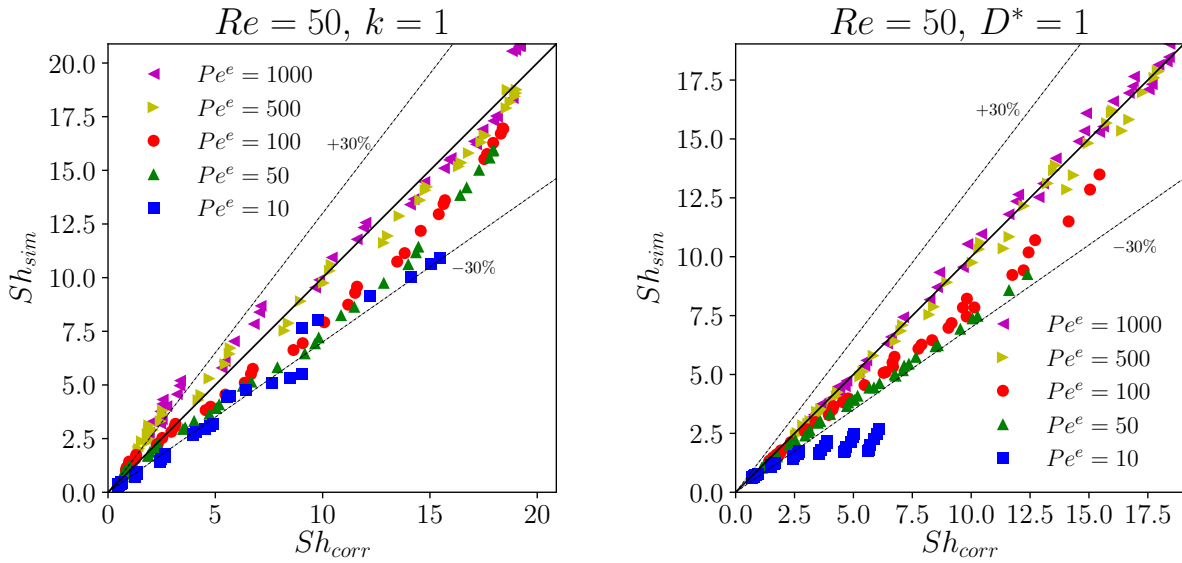 Re = 50, k = 1
20.0
17.5
15.0
12.5
10.0
7.5
5.0
2.5
0.0
Sh_sim
Pe^e = 1000
Pe^e = 500
Pe^e = 100
Pe^e = 50
Pe^e = 10
+30%
−30%
0 5 10 15 20
Sh_corr
Re = 50, D* = 1
17.5
15.0
12.5
10.0
7.5
5.0
2.5
0.0
Sh_sim
+30%
−30%
Pe^e = 1000
Pe^e = 500
Pe^e = 100
Pe^e = 50
Pe^e = 10
0.0 2.5 5.0 7.5 10.0 12.5 15.0 17.5
Sh_corr